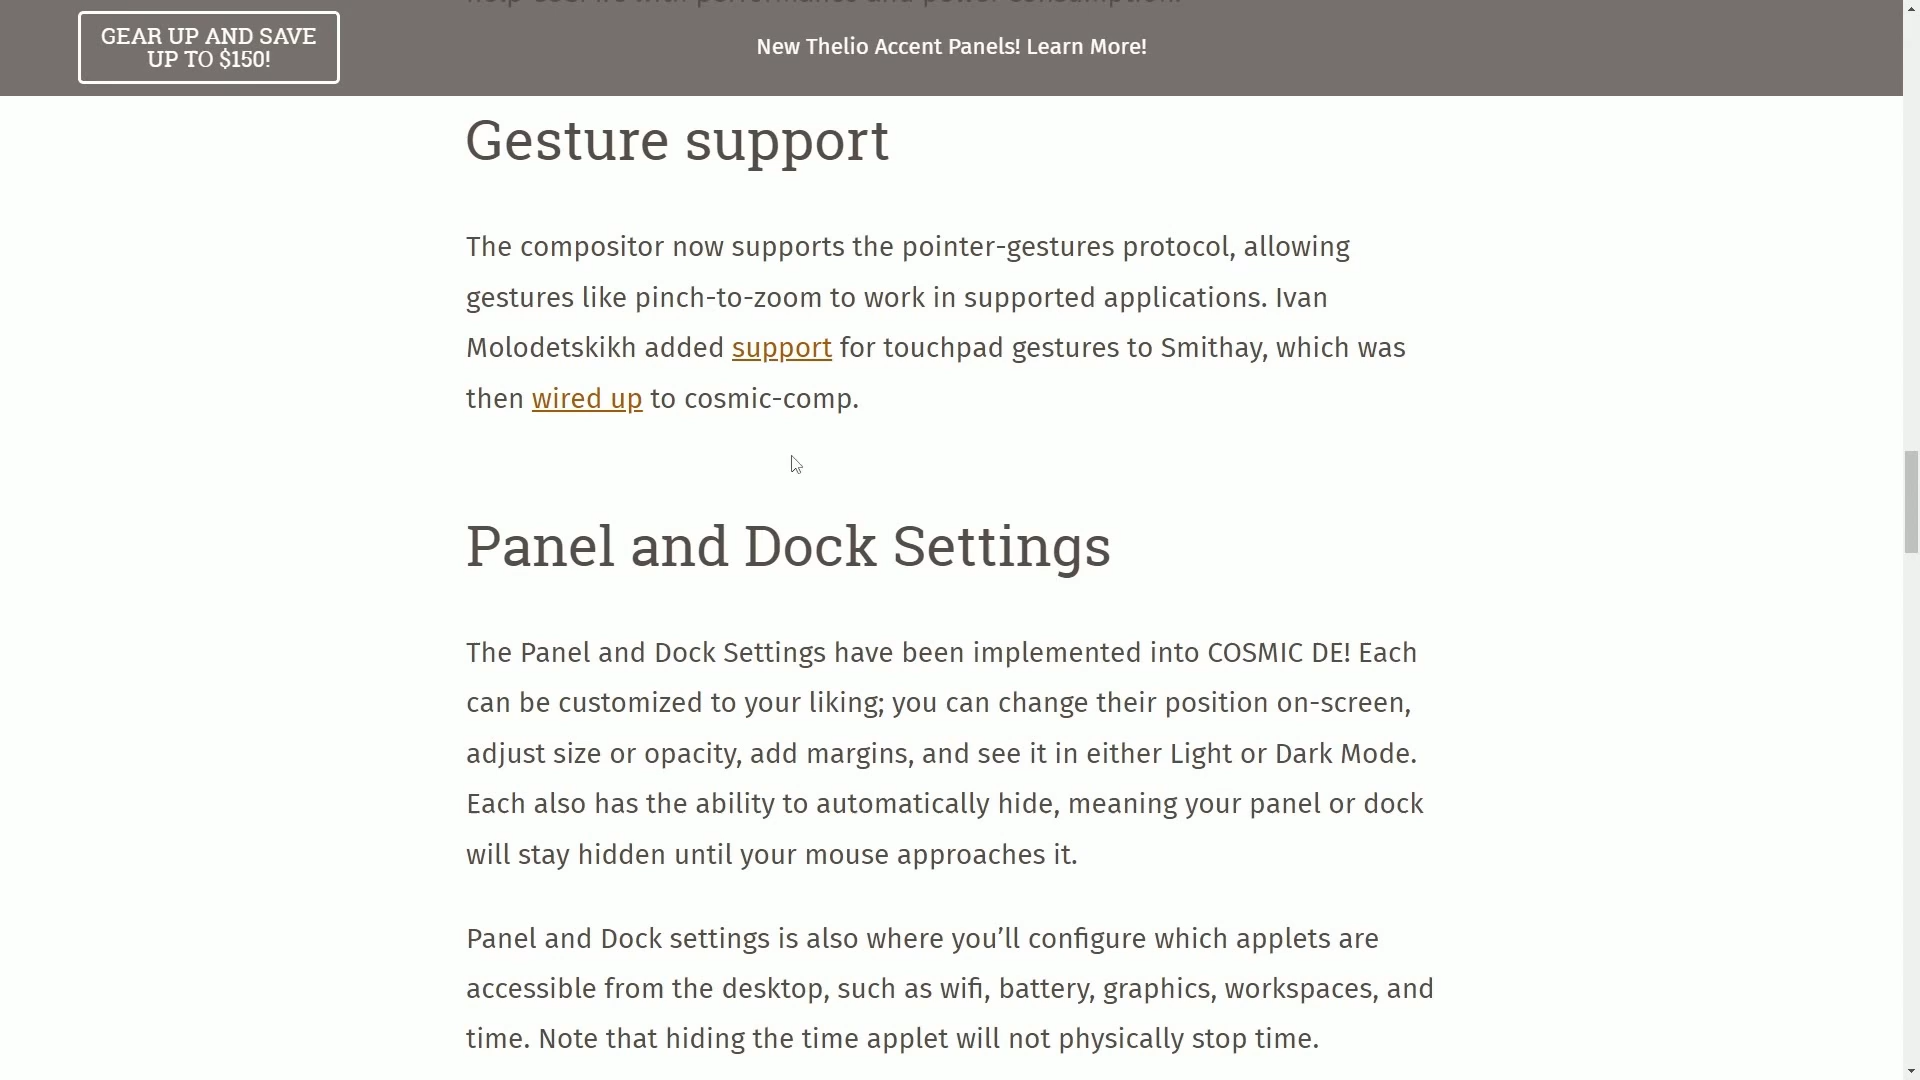 GEAR UP AND SAVE
UP TO $150!
New Thelio Accent Panels! Learn More!
Gesture support
The compositor now supports the pointer-gestures protocol, allowing
gestures like pinch-to-zoom to work in supported applications. Ivan
Molodetskikh added support for touchpad gestures to Smithay, which was
then wired up to cosmic-comp.
Panel and Dock Settings
The Panel and Dock Settings have been implemented into COSMIC DE! Each
can be customized to your liking; you can change their position on-screen,
adjust size or opacity, add margins, and see it in either Light or Dark Mode.
Each also has the ability to automatically hide, meaning your panel or dock
will stay hidden until your mouse approaches it.
Panel and Dock settings is also where you’ll configure which applets are
accessible from the desktop, such as wifi, battery, graphics, workspaces, and
time. Note that hiding the time applet will not physically stop time.